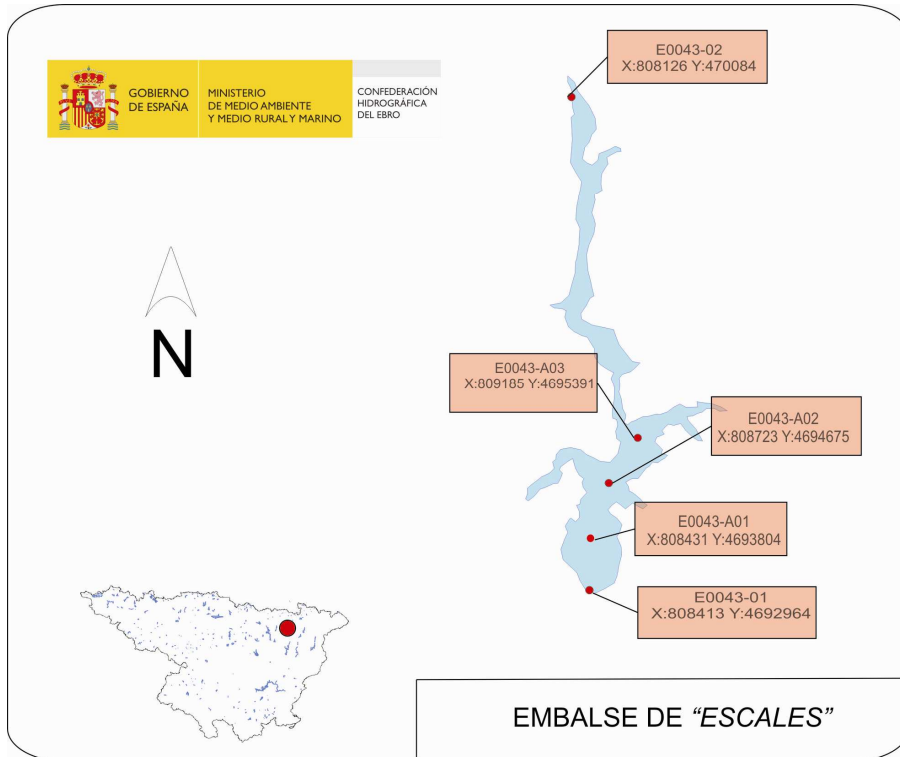 GOBIERNO
DE ESPAÑA
MINISTERIO
DE MEDIO AMBIENTE
Y MEDIO RURAL Y MARINO
CONFEDERACIÓN
HIDROGRÁFICA
DEL EBRO
E0043-02
X:808126 Y:470084
N
E0043-A03
X:809185 Y:4695391
E0043-A02
X:808723 Y:4694675
E0043-A01
X:808431 Y:4693804
E0043-01
X:808413 Y:4692964
EMBALSE DE "ESCALES"